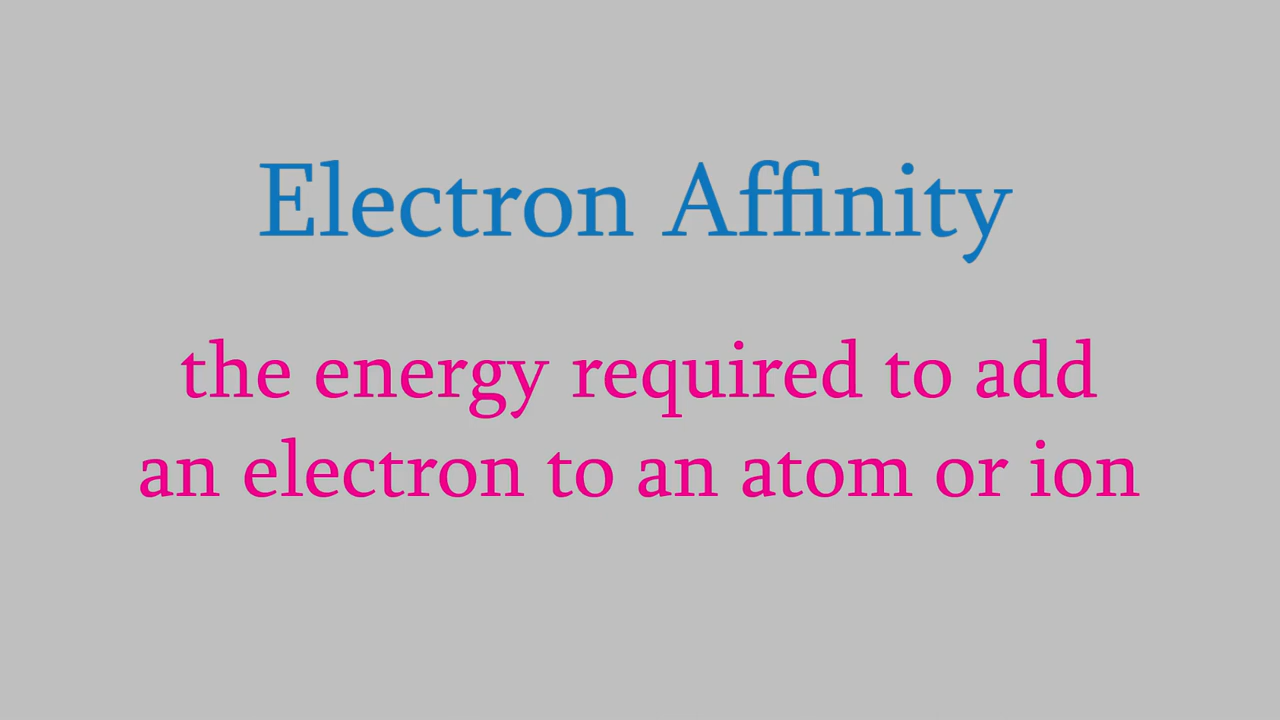 Electron Affinity
the energy required to add
an electron to an atom or ion